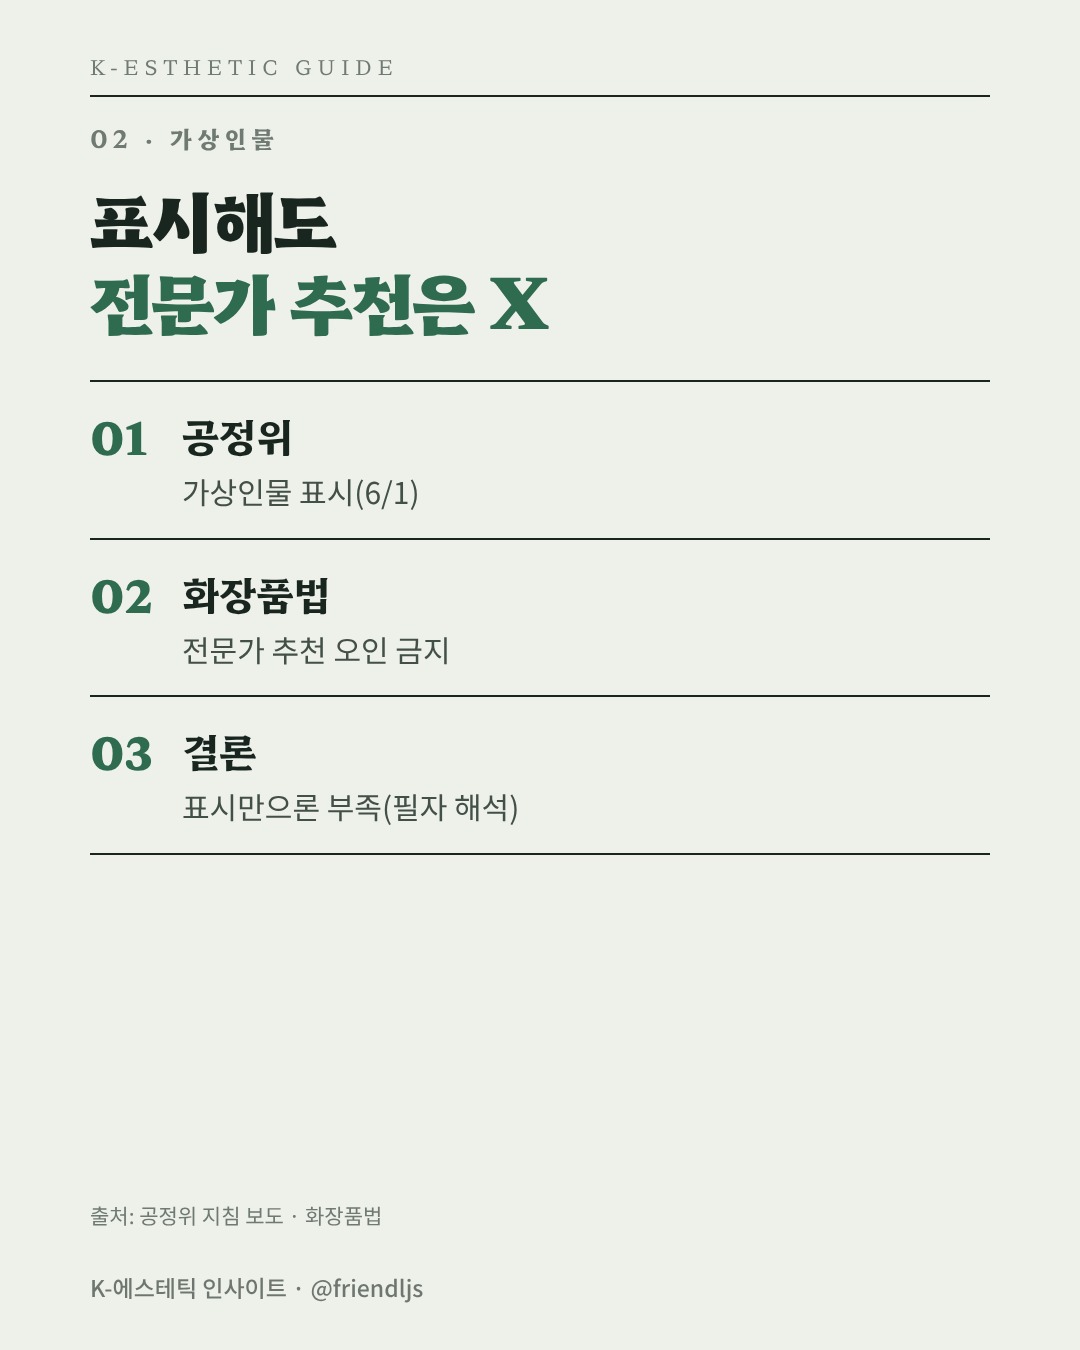 K-ESTHETIC GUIDE
02 · 가상인물
표시해도
전문가 추천은 X
01 공정위
가상인물 표시(6/1)
02 화장품법
전문가 추천 오인 금지
03 결론
표시만으론 부족(필자 해석)
출처: 공정위 지침 보도 · 화장품법
K-에스테틱 인사이트 · @friendljs